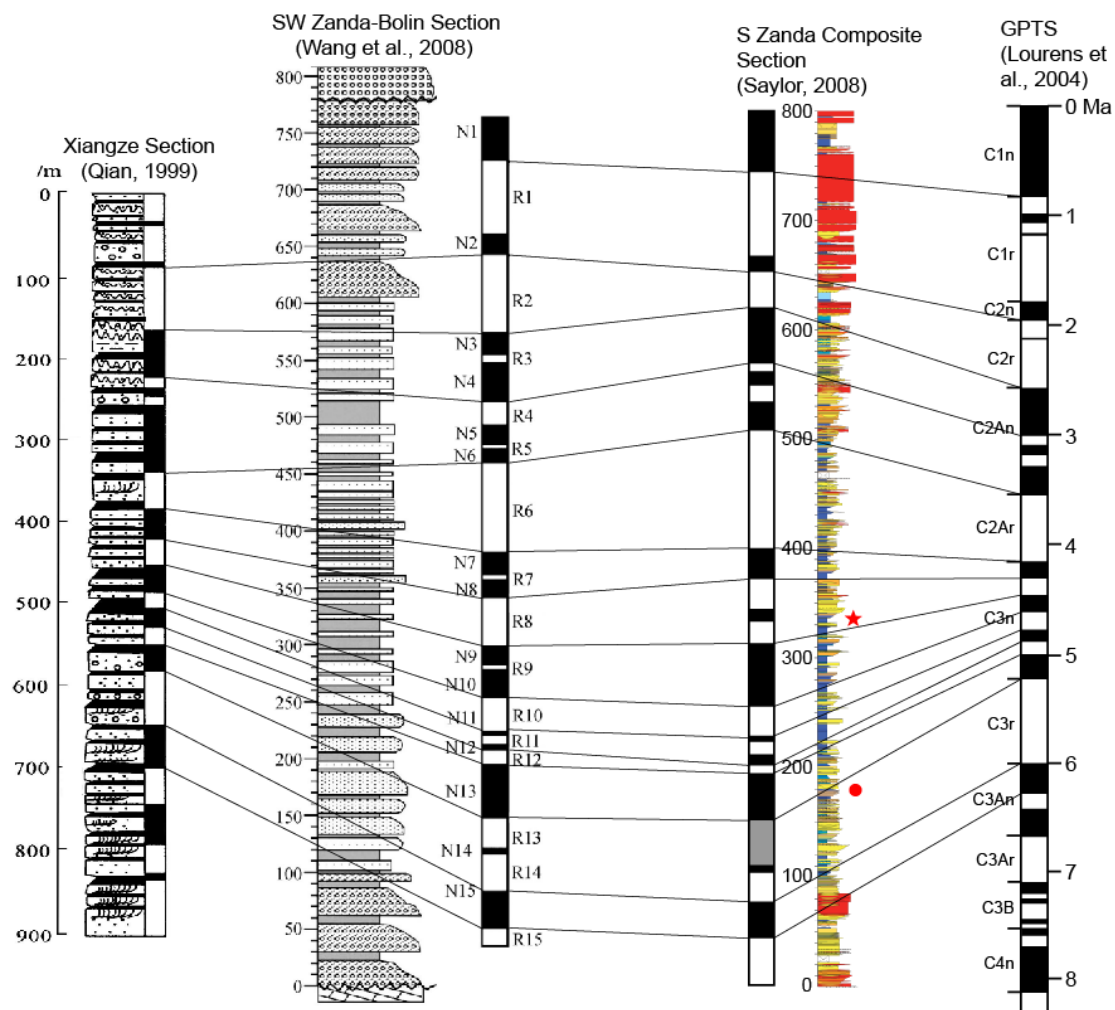 SW Zanda-Bolin Section
(Wang et al., 2008)
S Zanda Composite
Section
(Saylor, 2008)
GPTS
(Lourens et
al., 2004)
Xiangze Section
(Qian, 1999)
/m
0
100
200
300
400
500
600
700
800
900
800
750
700
650
600
550
500
450
400
350
300
250
200
150
100
50
0
N1
N2
N3
N4
N5
N6
N7
N8
N9
N10
N11
N12
N13
N14
N15
R1
R2
R3
R4
R5
R6
R7
R8
R9
R10
R11
R12
R13
R14
R15
800
700
600
500
400
300
200
100
0
C1n
C1r
C2n
C2r
C2An
C2Ar
C3n
C3r
C3An
C3Ar
C3B
C4n
0 Ma
1
2
3
4
5
6
7
8